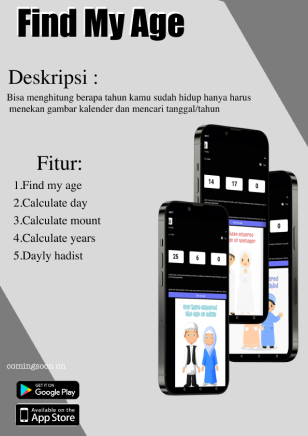 Find My Age
Deskripsi :
Bisa menghitung berapa tahun kamu sudah hidup hanya harus
menekan gambar kalender dan mencari tanggal/tahun
Fitur:
1.Find my age
2.Calculate day
3.Calculate mount
4.Calculate years
5.Dayly hadist
14 17 0
25 6 0
0
comingsoon on
GET IT ON
Google Play
Available on the
App Store